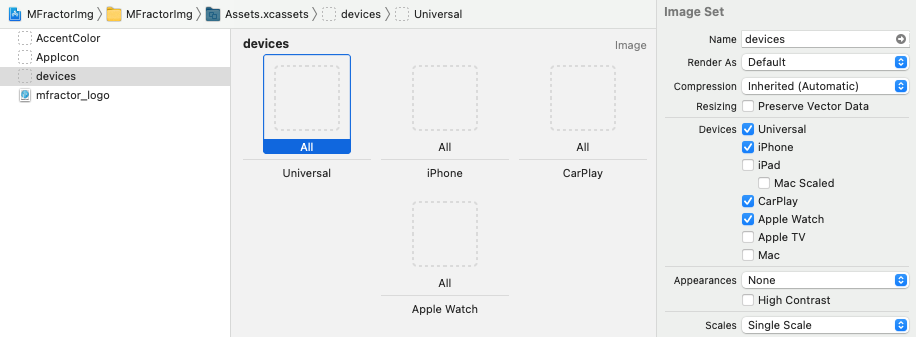 MFractorImg MFractorImg Assets.xcassets devices Universal
AccentColor
AppIcon
devices
mfractor_logo
devices
Image
All
Universal
All
iPhone
All
CarPlay
All
Apple Watch
Image Set
Name devices
Render As Default
Compression Inherited (Automatic)
Resizing Preserve Vector Data
Devices Universal
iPhone
iPad
Mac Scaled
CarPlay
Apple Watch
Apple TV
Mac
Appearances None
High Contrast
Scales Single Scale